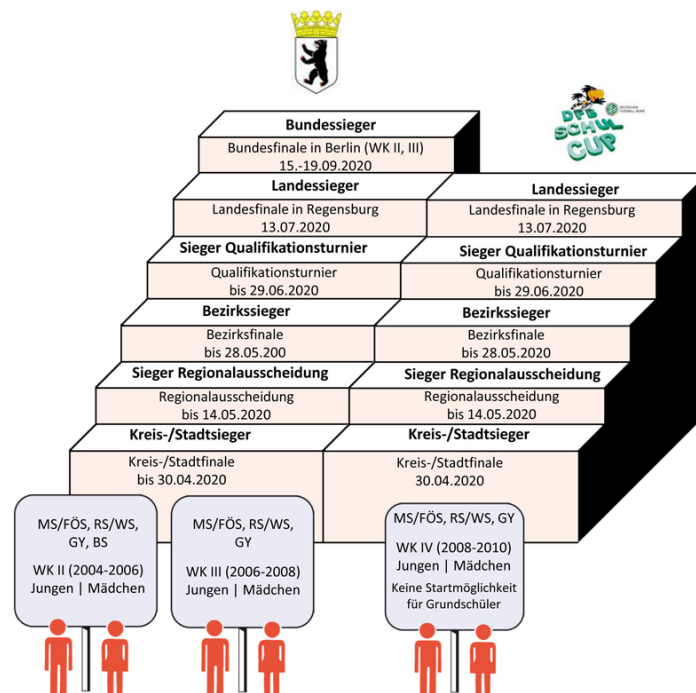 DFB
SCHUL
CUP
DEUTSCHER
FUSSBALL-BUND
Bundessieger
Bundesfinale in Berlin (WK II, III)
15.-19.09.2020
Landessieger
Landesfinale in Regensburg
13.07.2020
Landessieger
Landesfinale in Regensburg
13.07.2020
Sieger Qualifikationsturnier
Qualifikationsturnier
bis 29.06.2020
Sieger Qualifikationsturnier
Qualifikationsturnier
bis 29.06.2020
Bezirkssieger
Bezirksfinale
bis 28.05.200
Bezirkssieger
Bezirksfinale
bis 28.05.2020
Sieger Regionalausscheidung
Regionalausscheidung
bis 14.05.2020
Sieger Regionalausscheidung
Regionalausscheidung
bis 14.05.2020
Kreis-/Stadtsieger
Kreis-/Stadtfinale
bis 30.04.2020
Kreis-/Stadtsieger
Kreis-/Stadtfinale
30.04.2020
MS/FÖS, RS/WS,
GY, BS
WK II (2004-2006)
Jungen | Mädchen
MS/FÖS, RS/WS,
GY
WK III (2006-2008)
Jungen | Mädchen
MS/FÖS, RS/WS, GY
WK IV (2008-2010)
Jungen | Mädchen
Keine Startmöglichkeit
für Grundschüler